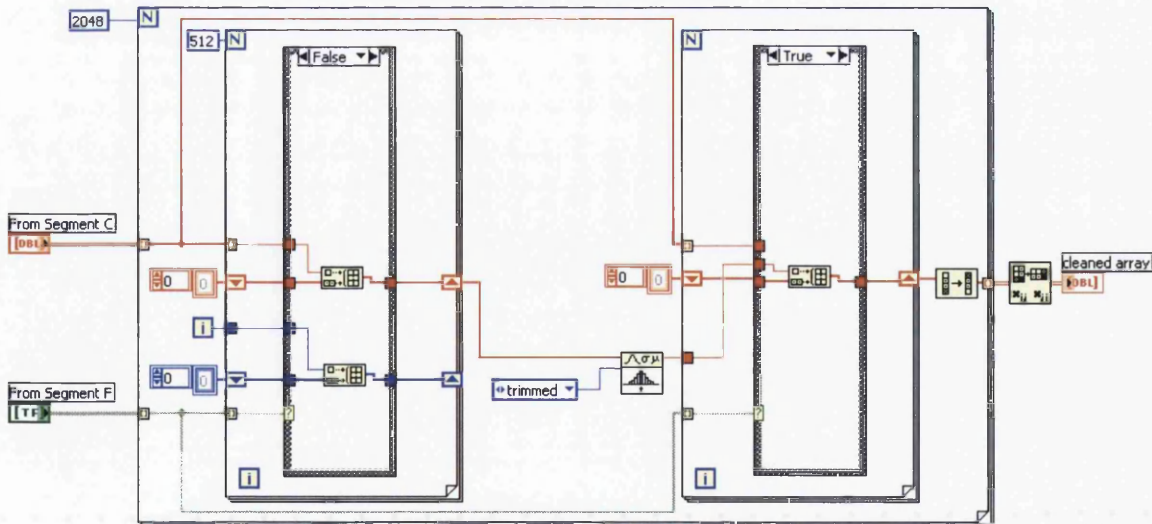 2048
N
512
N
N
False
True
From Segment C
[DBL]
cleaned array
DBL]
0
0
0
0
i
σμ
0
0
trimmed
From Segment F
[TF]
?
?
i
i